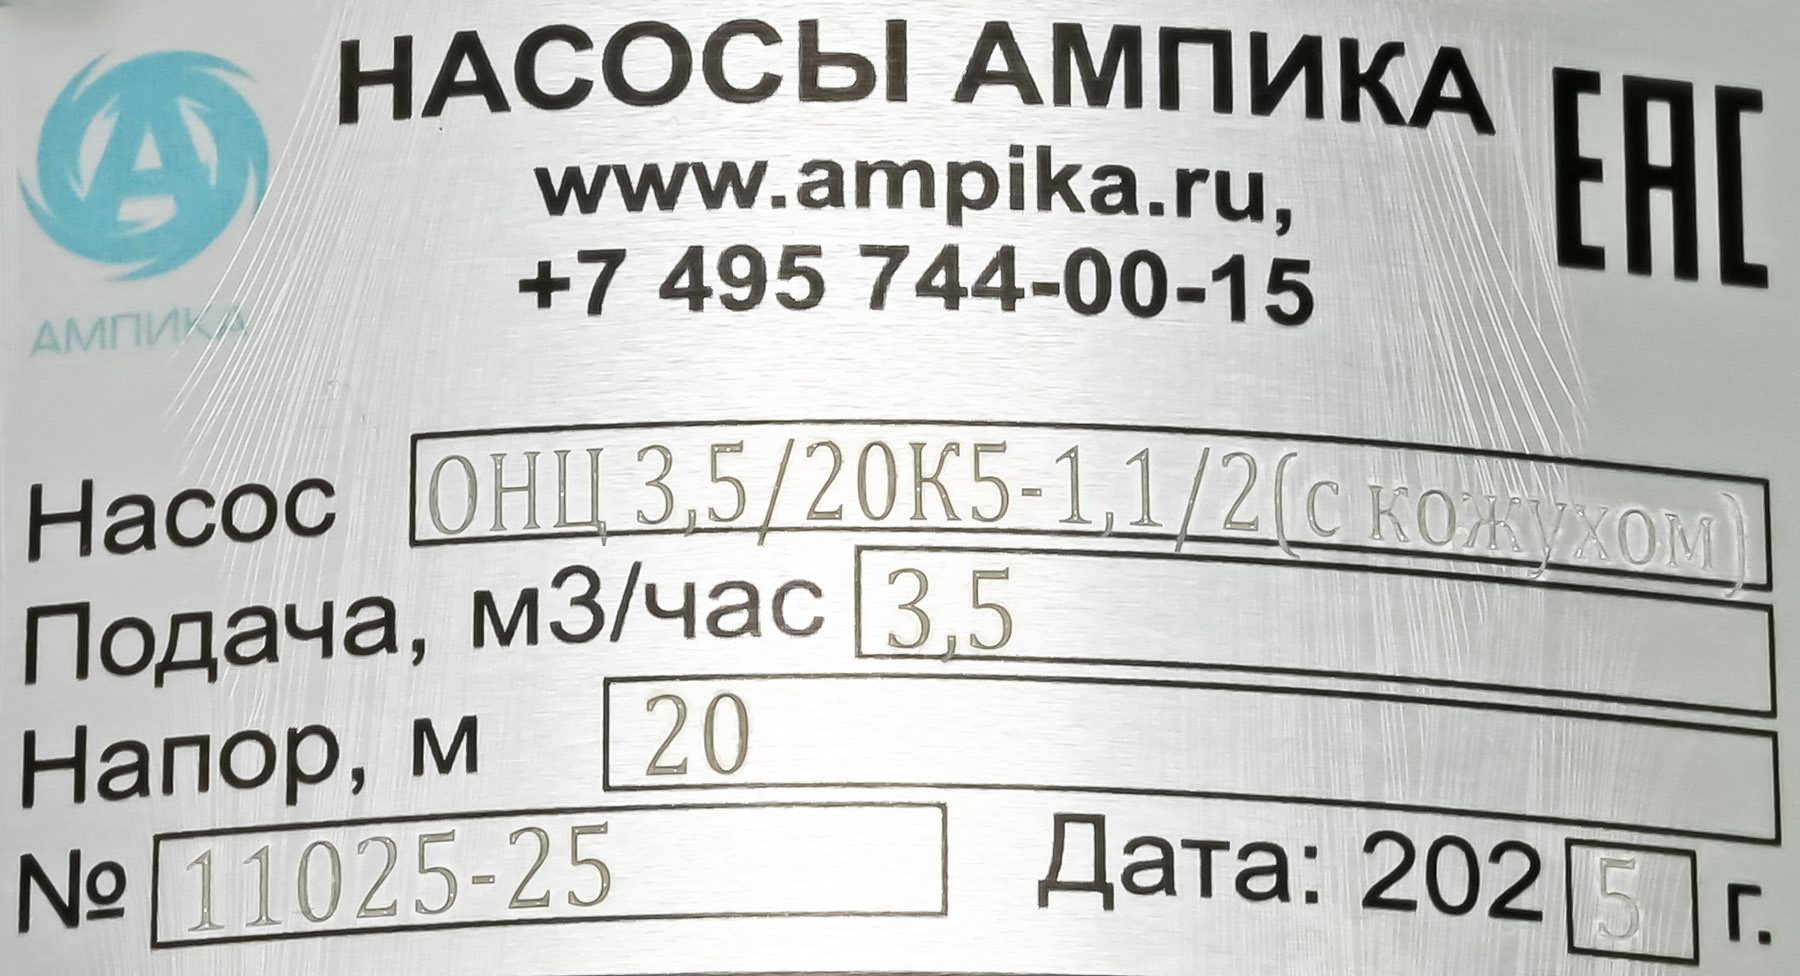 НАСОСЫ АМПИКА
www.ampika.ru,
+7 495 744-00-15
ЕАС
АМПИКА
Насос ОНЦ 3,5/20К5-1,1/2(с кожухом)
Подача, м3/час 3,5
Напор, м 20
№ 11025-25 Дата: 2025 г.